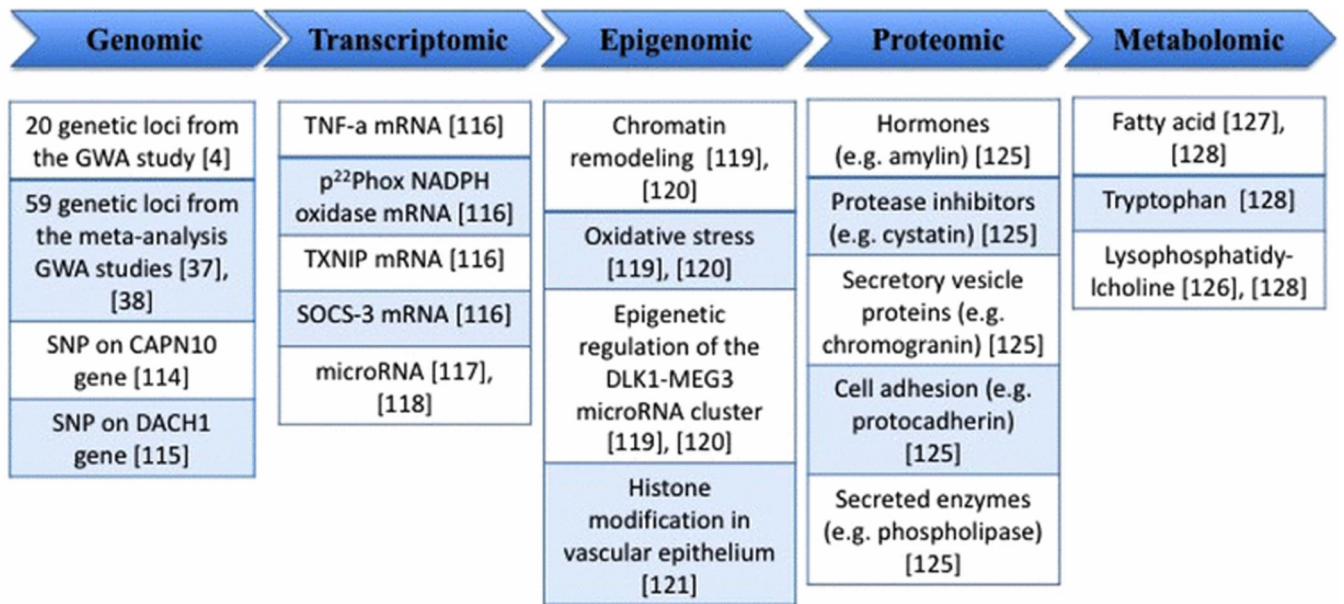 Genomic
Transcriptomic
Epigenomic
Proteomic
Metabolomic
20 genetic loci from
the GWA study [4]
59 genetic loci from
the meta-analysis
GWA studies [37],
[38]
SNP on CAPN10
gene [114]
SNP on DACH1
gene [115]
TNF-a mRNA [116]
p²²Phox NADPH
oxidase mRNA [116]
TXNIP mRNA [116]
SOCS-3 mRNA [116]
microRNA [117],
[118]
Chromatin
remodeling [119],
[120]
Oxidative stress
[119], [120]
Epigenetic
regulation of the
DLK1-MEG3
microRNA cluster
[119], [120]
Histone
modification in
vascular epithelium
[121]
Hormones
(e.g. amylin) [125]
Protease inhibitors
(e.g. cystatin) [125]
Secretory vesicle
proteins (e.g.
chromogranin) [125]
Cell adhesion (e.g.
protocadherin)
[125]
Secreted enzymes
(e.g. phospholipase)
[125]
Fatty acid [127],
[128]
Tryptophan [128]
Lysophosphatidy-
lcholine [126], [128]